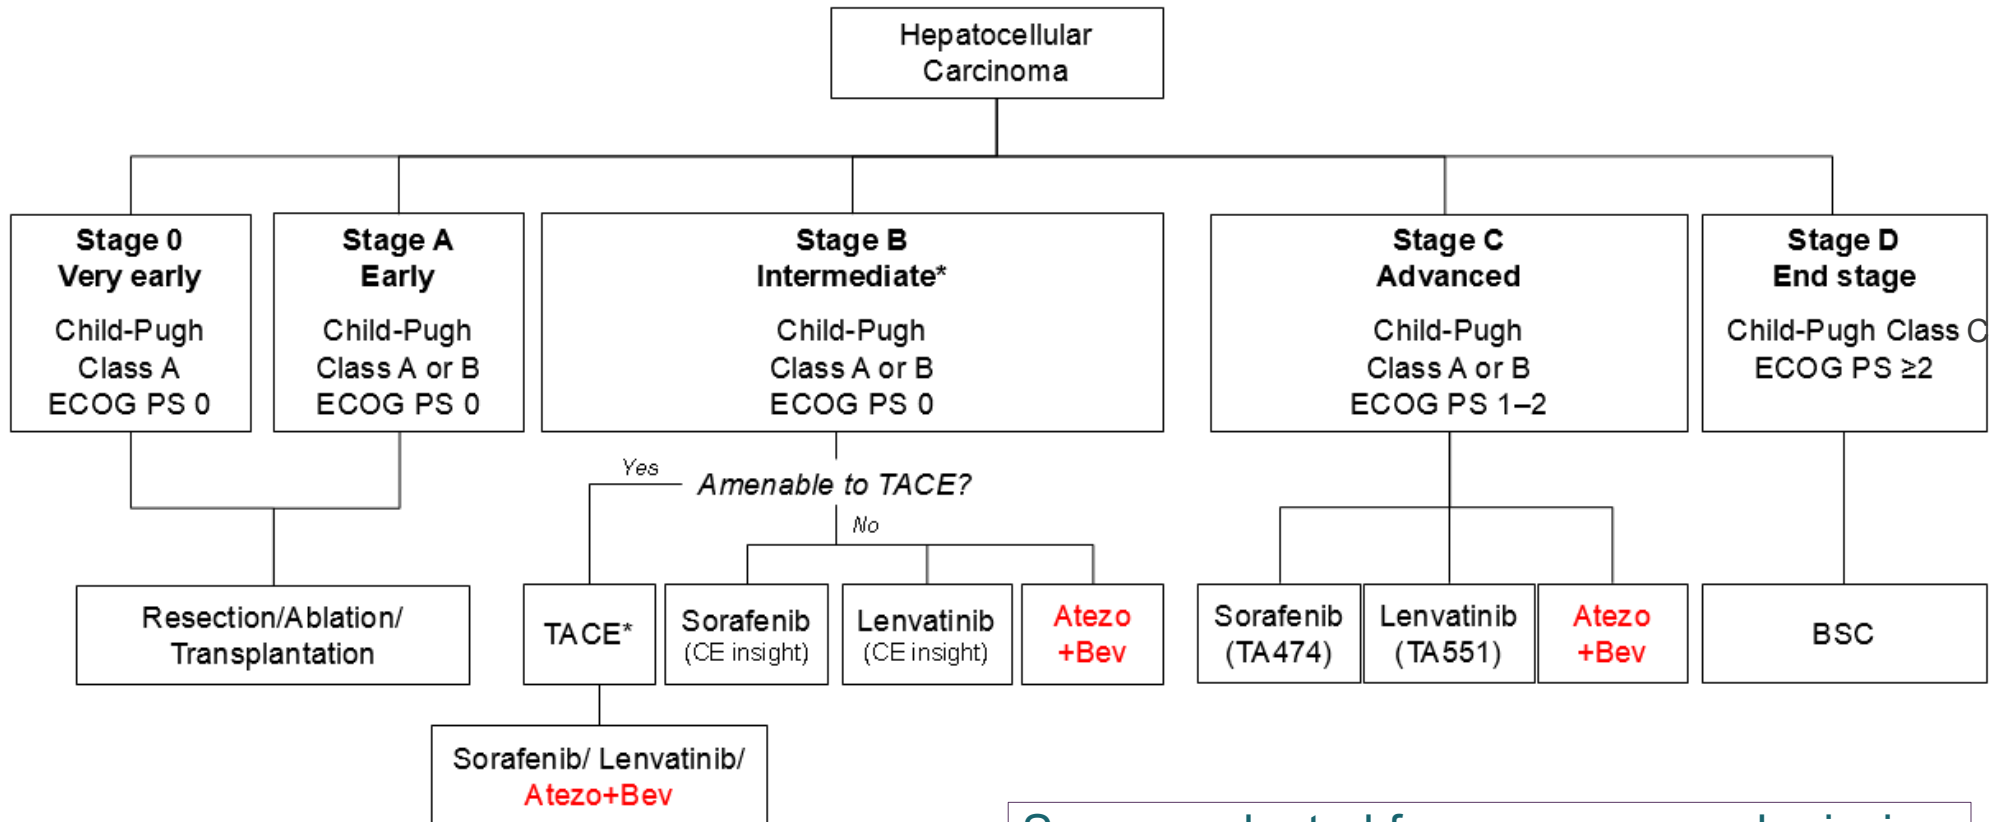 Hepatocellular
Carcinoma
Stage 0
Very early
Child-Pugh
Class A
ECOG PS 0
Stage A
Early
Child-Pugh
Class A or B
ECOG PS 0
Stage B
Intermediate*
Child-Pugh
Class A or B
ECOG PS 0
Stage C
Advanced
Child-Pugh
Class A or B
ECOG PS 1–2
Stage D
End stage
Child-Pugh Class C
ECOG PS ≥2
Yes
Amenable to TACE?
No
Resection/Ablation/
Transplantation
TACE*
Sorafenib
(CE insight)
Lenvatinib
(CE insight)
Atezo
+Bev
Sorafenib
(TA474)
Lenvatinib
(TA551)
Atezo
+Bev
BSC
Sorafenib/ Lenvatinib/
Atezo+Bev